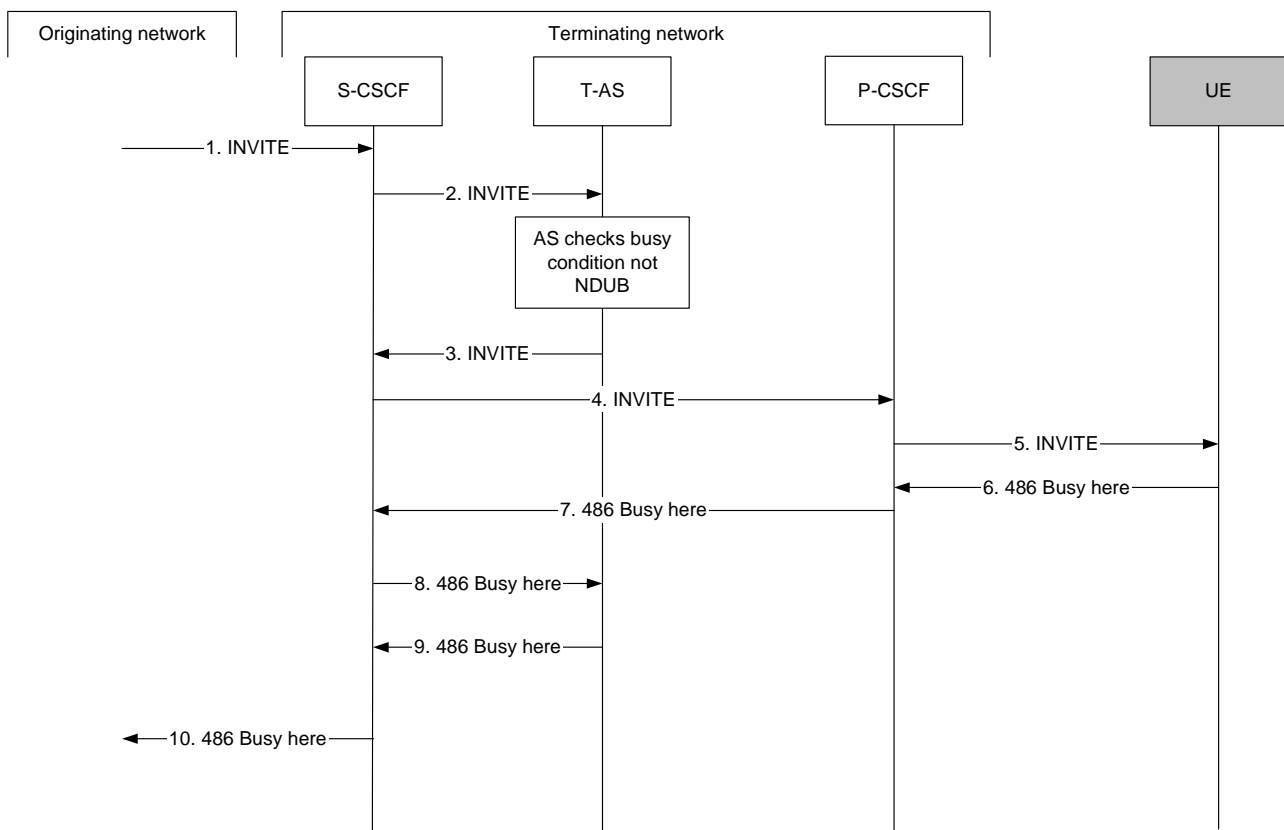 Originating network
Terminating network
S-CSCF
T-AS
P-CSCF
UE
1. INVITE
2. INVITE
AS checks busy
condition not
NDUB
3. INVITE
4. INVITE
5. INVITE
6. 486 Busy here
7. 486 Busy here
8. 486 Busy here
9. 486 Busy here
10. 486 Busy here